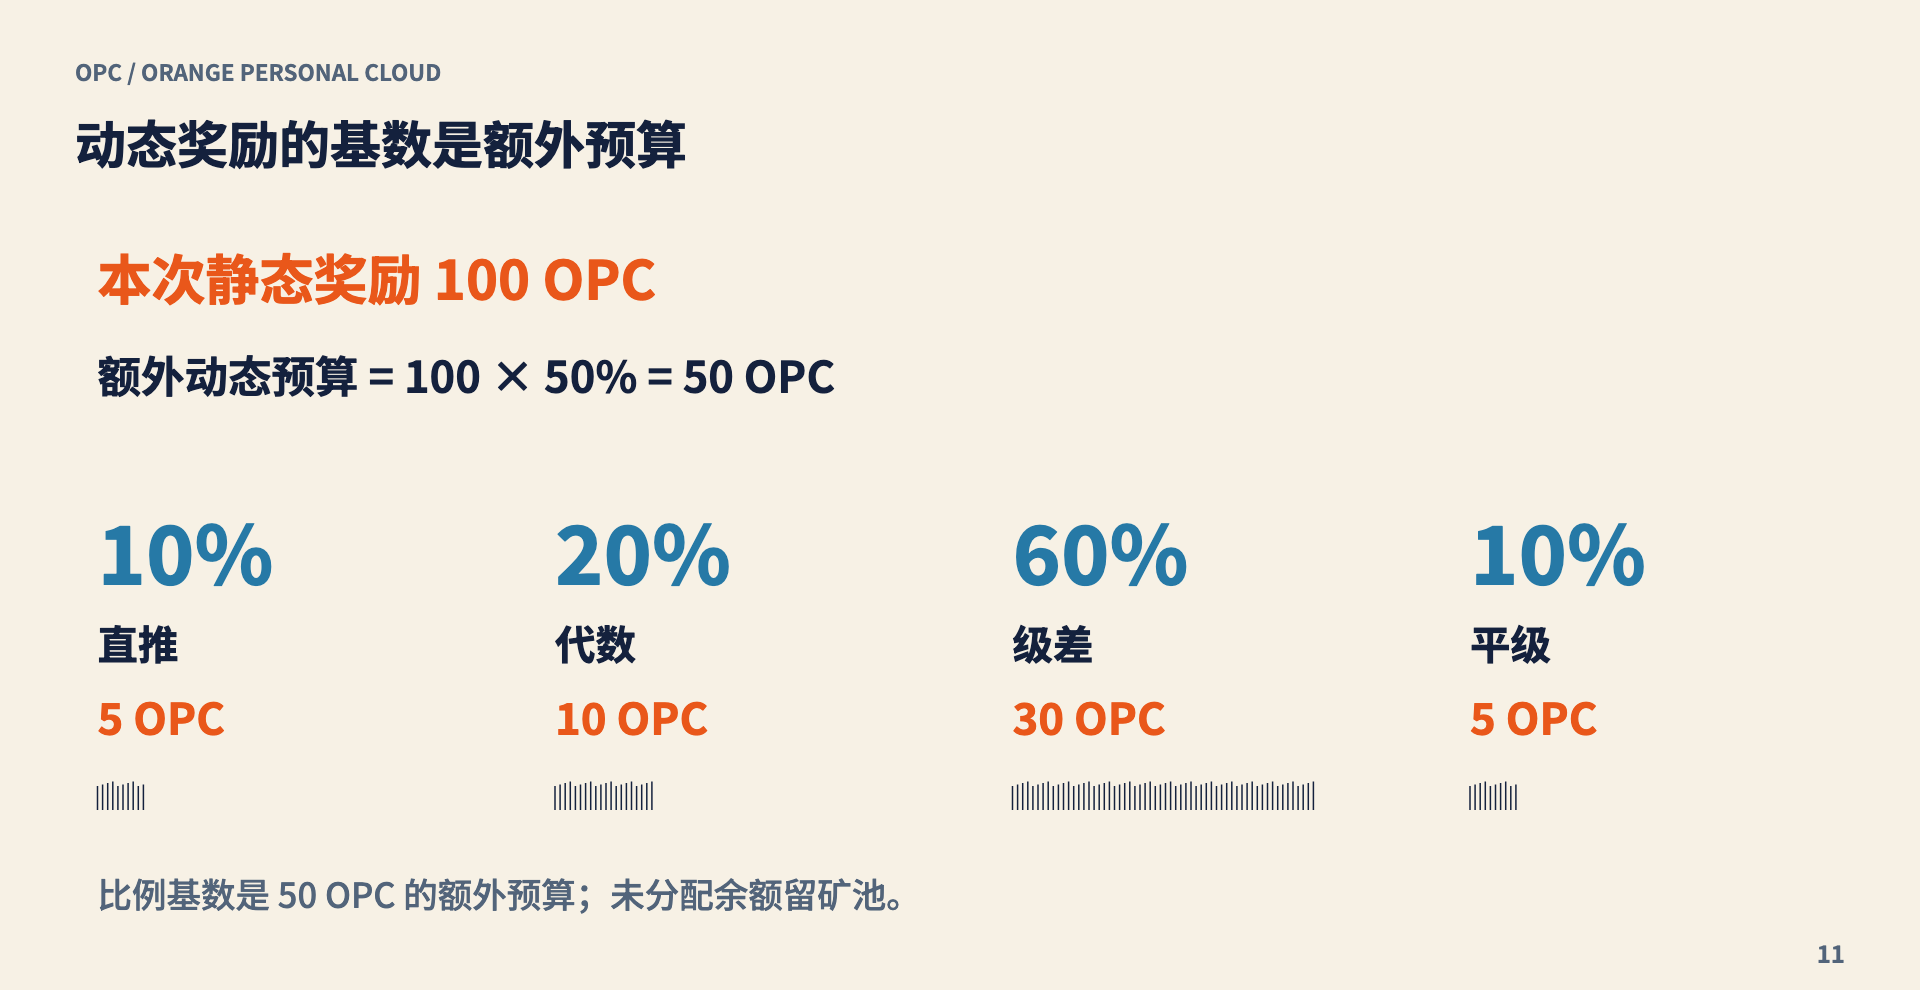 OPC / ORANGE PERSONAL CLOUD
动态奖励的基数是额外预算
本次静态奖励 100 OPC
额外动态预算 = 100 × 50% = 50 OPC
10%
直推
5 OPC
20%
代数
10 OPC
60%
级差
30 OPC
10%
平级
5 OPC
比例基数是 50 OPC 的额外预算；未分配余额留矿池。
11